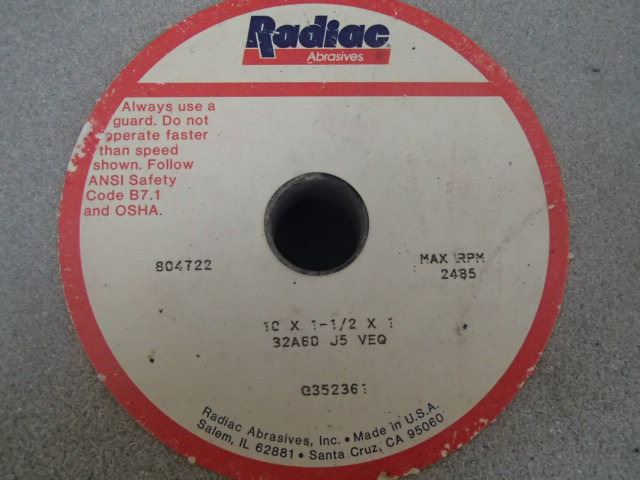 Radiac
Abrasives ®
Always use a
guard. Do not
operate faster
than speed
shown. Follow
ANSI Safety
Code B7.1
and OSHA.
804722
MAX RPM
2485
10 X 1-1/2 X 1
32A60 J5 VEQ
G352361
Radiac Abrasives, Inc. • Made in U.S.A.
Salem, IL 62881 • Santa Cruz, CA 95060